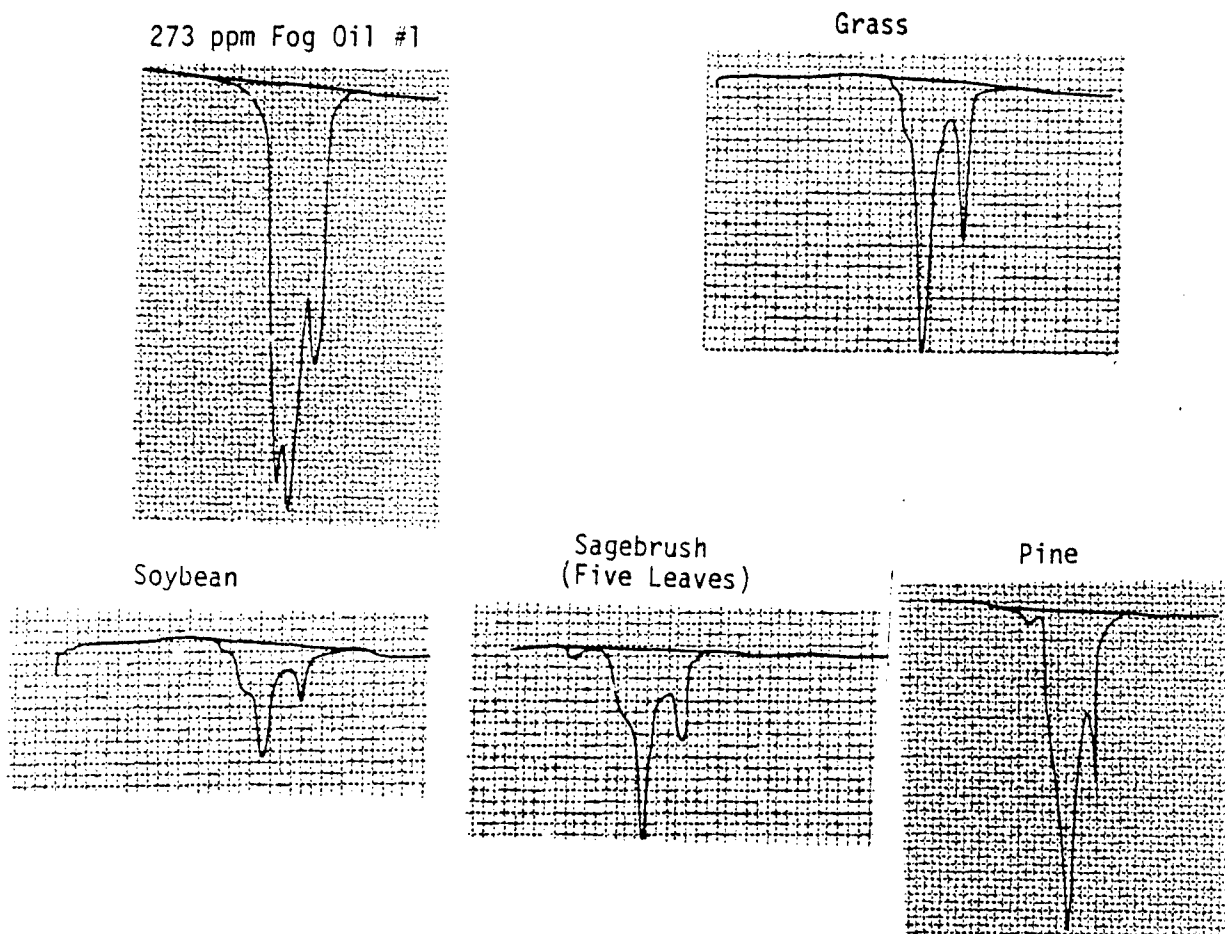 273 ppm Fog Oil #1
Grass
Soybean
Sagebrush
(Five Leaves)
Pine